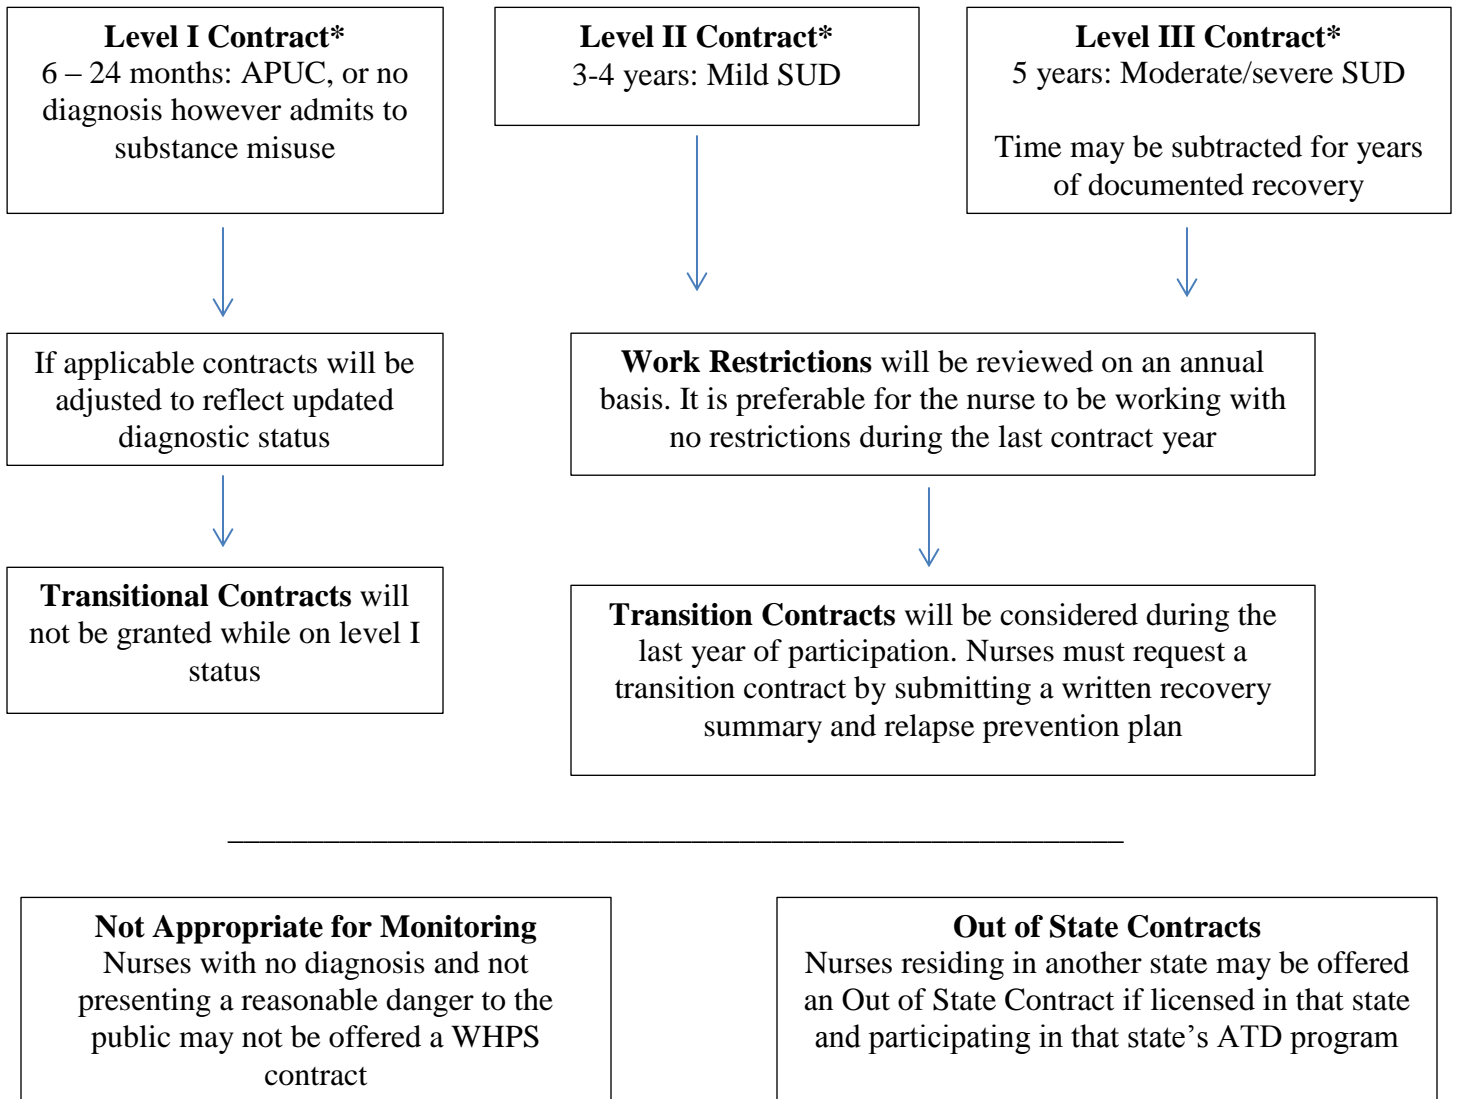 Level I Contract*
6 – 24 months: APUC, or no
diagnosis however admits to
substance misuse
Level II Contract*
3-4 years: Mild SUD
Level III Contract*
5 years: Moderate/severe SUD
Time may be subtracted for years
of documented recovery
If applicable contracts will be
adjusted to reflect updated
diagnostic status
Work Restrictions will be reviewed on an annual
basis. It is preferable for the nurse to be working with
no restrictions during the last contract year
Transitional Contracts will
not be granted while on level I
status
Transition Contracts will be considered during the
last year of participation. Nurses must request a
transition contract by submitting a written recovery
summary and relapse prevention plan
Not Appropriate for Monitoring
Nurses with no diagnosis and not
presenting a reasonable danger to the
public may not be offered a WHPS
contract
Out of State Contracts
Nurses residing in another state may be offered
an Out of State Contract if licensed in that state
and participating in that state’s ATD program